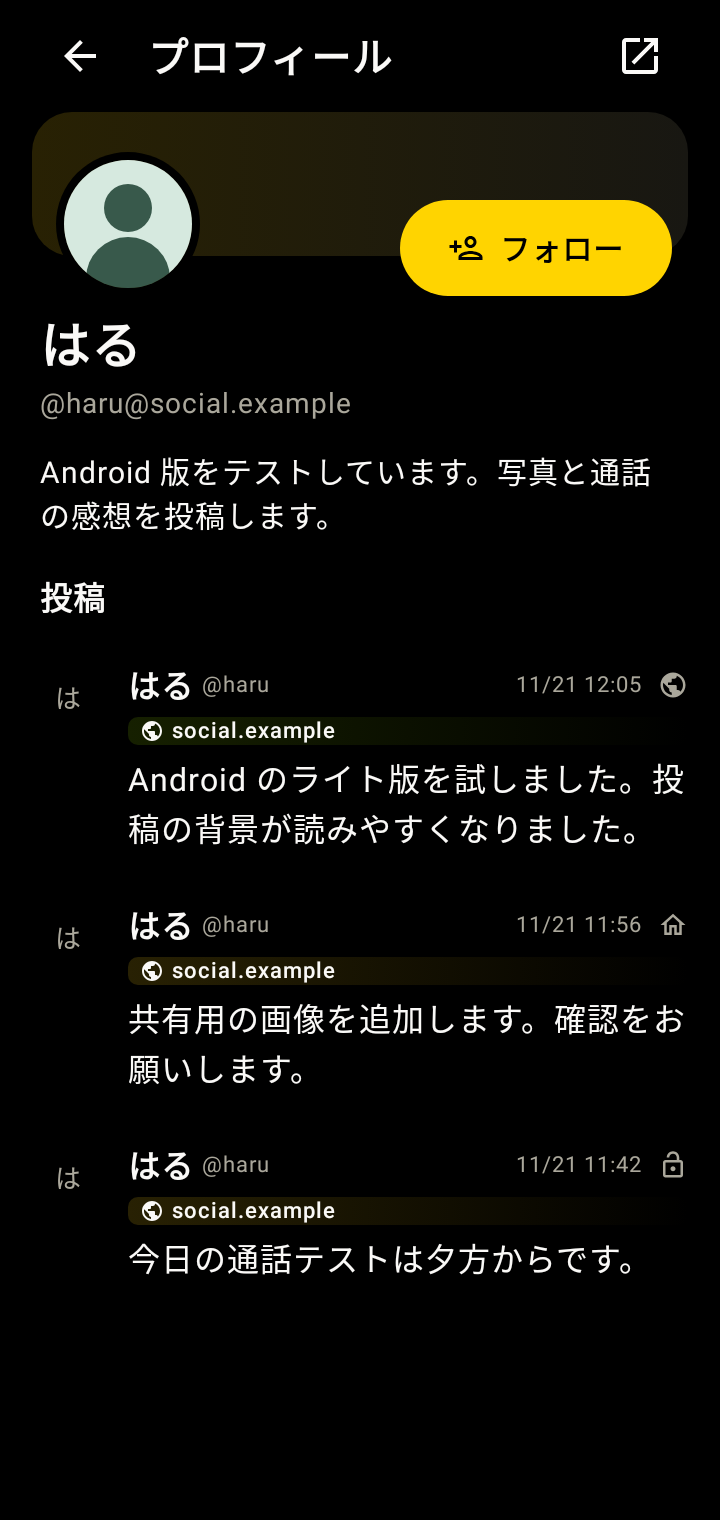 プロフィール
フォロー
はる
@haru@social.example
Android 版をテストしています。写真と通話
の感想を投稿します。
投稿
は
はる @haru 11/21 12:05
social.example
Android のライト版を試しました。投
稿の背景が読みやすくなりました。
は
はる @haru 11/21 11:56
social.example
共有用の画像を追加します。確認をお
願いします。
は
はる @haru 11/21 11:42
social.example
今日の通話テストは夕方からです。